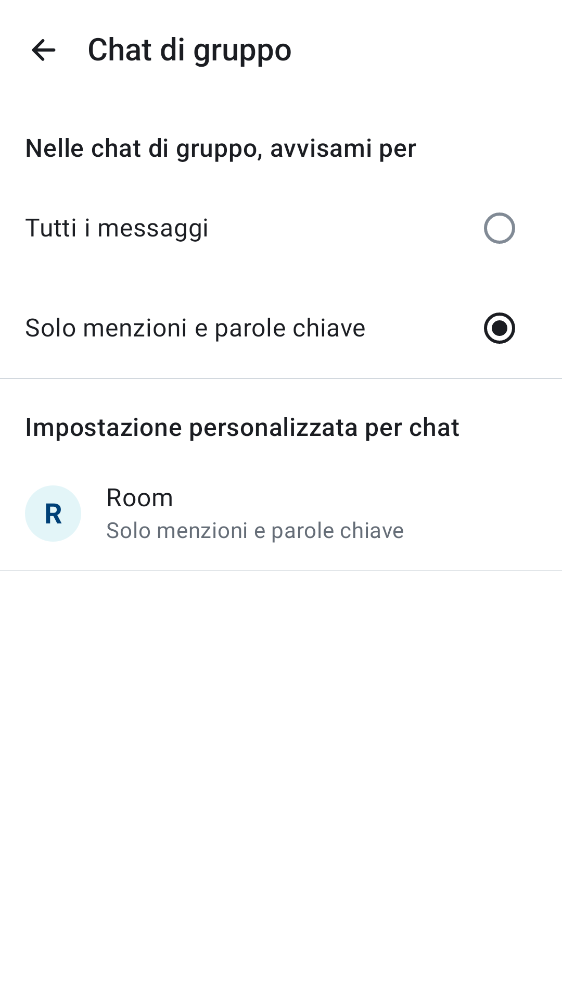 Chat di gruppo
Nelle chat di gruppo, avvisami per
Tutti i messaggi
Solo menzioni e parole chiave
Impostazione personalizzata per chat
R
Room
Solo menzioni e parole chiave